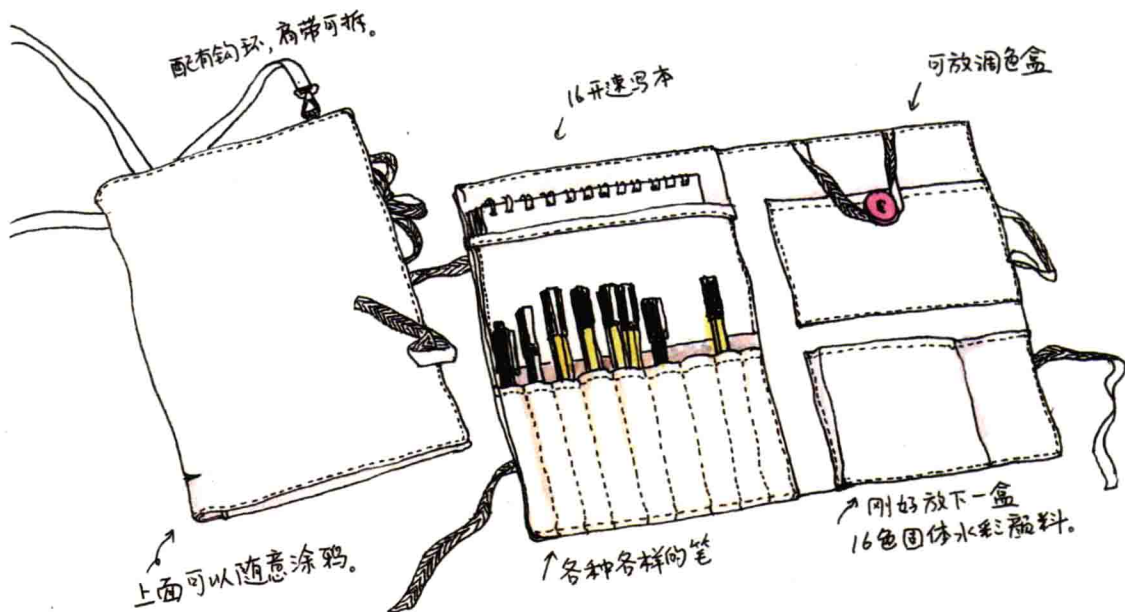 配有钩环,肩带可拆。
16开速写本
可放调色盒
上面可以随意涂鸦。
各种各样的笔
刚好放下一盒
16色固体水彩颜料。